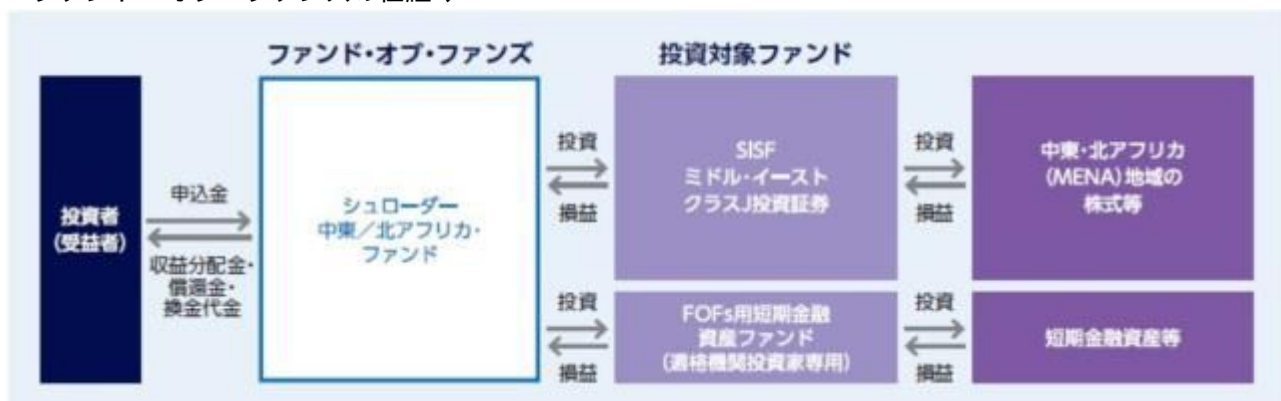 ファンド・オブ・ファンズ
投資対象ファンド
投資者
(受益者)
申込金
収益分配金・
償還金・
換金代金
シュローダー
中東／北アフリカ・
ファンド
投資
損益
SISF
ミドル・イースト
クラスJ投資証券
投資
損益
中東・北アフリカ
(MENA)地域の
株式等
投資
損益
FOFs用短期金融
資産ファンド
(適格機関投資家専用)
投資
損益
短期金融資産等